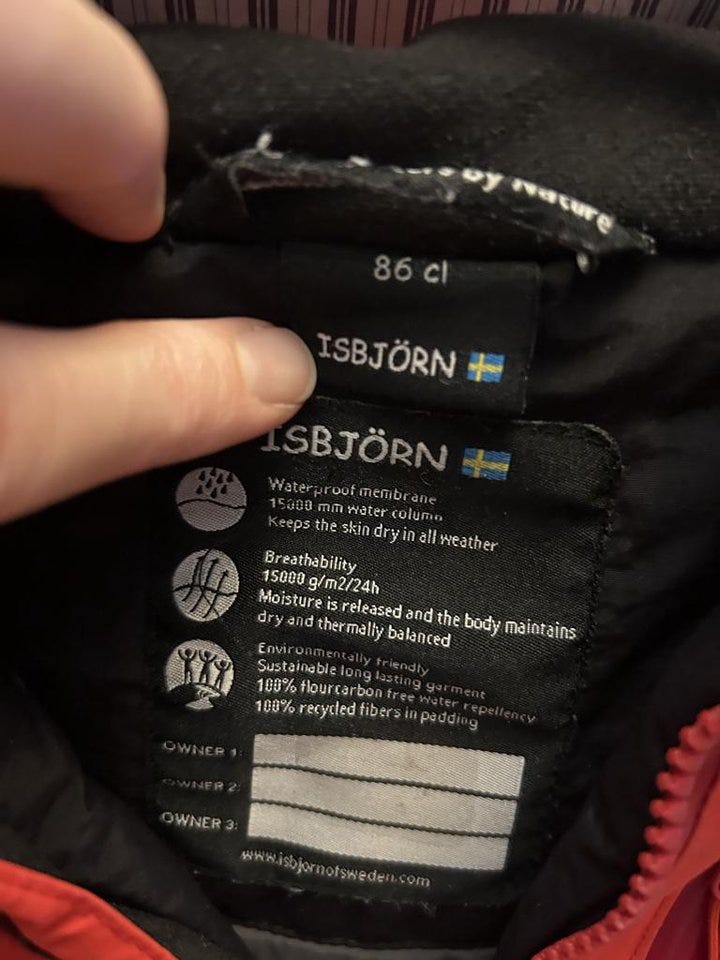 by Nature
86 cl
ISBJÖRN
ISBJÖRN
Waterproof membrane
15000 mm water column
Keeps the skin dry in all weather
Breathability
15000 g/m2/24h
Moisture is released and the body maintains
dry and thermally balanced
Environmentally friendly
Sustainable long lasting garment
100% flourcarbon free water repellency
100% recycled fibers in padding
OWNER 1:
OWNER 2:
OWNER 3:
www.isbjornofsweden.com